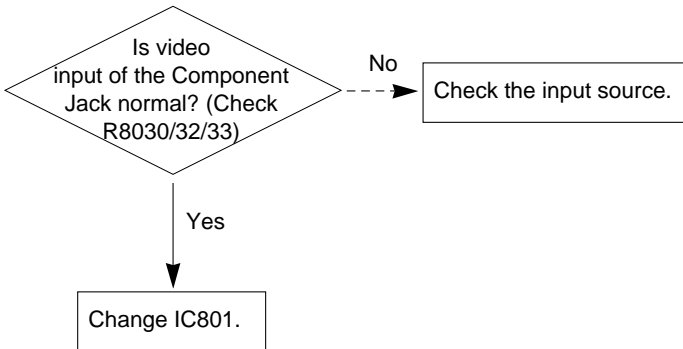 Is video
input of the Component
Jack normal? (Check
R8030/32/33)
No
Check the input source.
Yes
Change IC801.